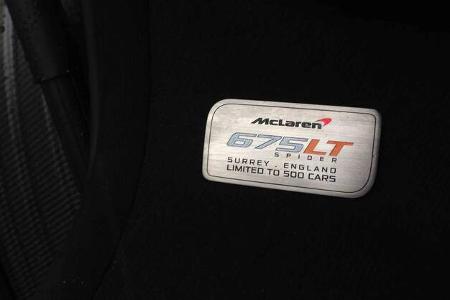 McLaren
675LT
SPIDER
SURREY . ENGLAND
LIMITED TO 500 CARS